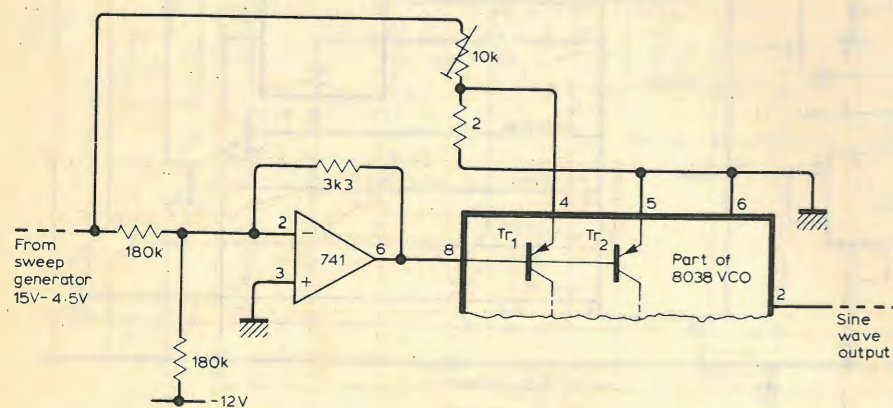 10k
2
3k3
From
sweep
generator
15V-4·5V
180k
2
3
741
6
8
4
5
6
Tr1
Tr2
Part of
8038 VCO
2
Sine
wave
output
180k
-12V